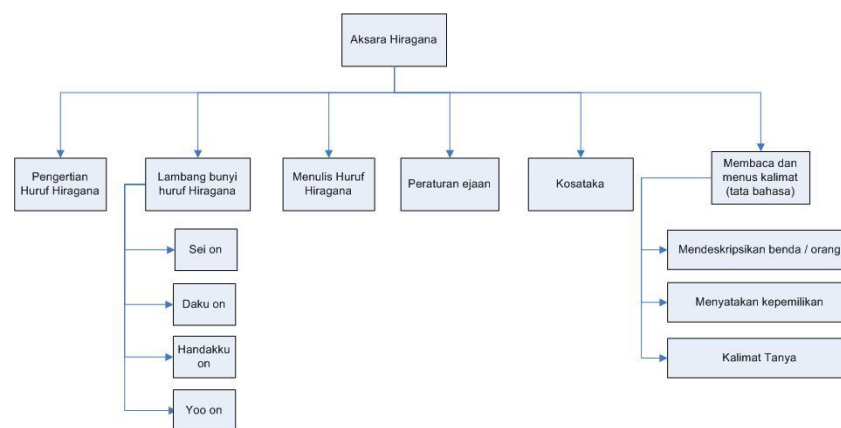 Aksara Hiragana
Pengertian
Huruf Hiragana
Lambang bunyi
huruf Hiragana
Menulis Huruf
Hiragana
Peraturan ejaan
Kosataka
Membaca dan
menus kalimat
(tata bahasa)
Sei on
Daku on
Handakku
on
Yoo on
Mendeskripsikan benda / orang
Menyatakan kepemilikan
Kalimat Tanya